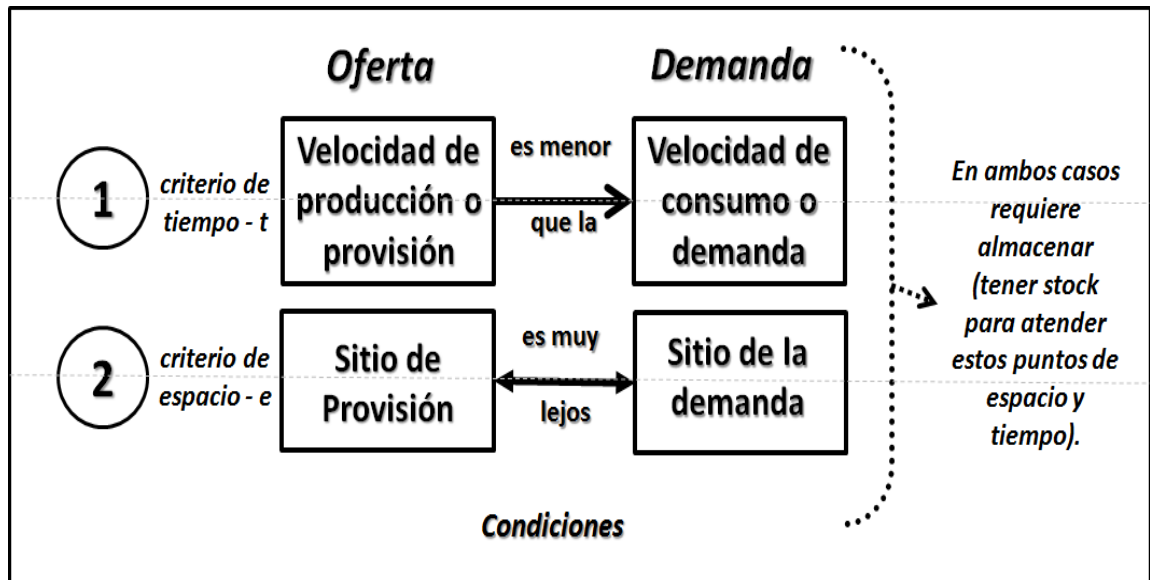 Oferta
Demanda
1
criterio de
tiempo - t
Velocidad de
producción o
provisión
es menor
que la
Velocidad de
consumo o
demanda
2
criterio de
espacio - e
Sitio de
Provisión
es muy
lejos
Sitio de la
demanda
En ambos casos
requiere
almacenar
(tener stock
para atender
estos puntos de
espacio y
tiempo).
Condiciones